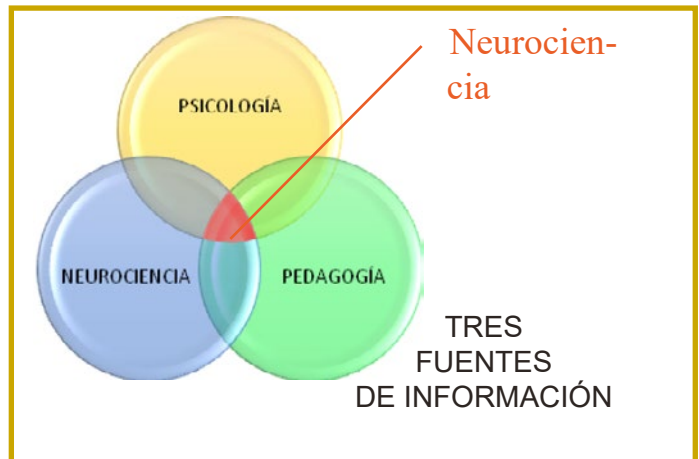 Neurocien-
cia
PSICOLOGÍA
NEUROCIENCIA
PEDAGOGÍA
TRES
FUENTES
DE INFORMACIÓN